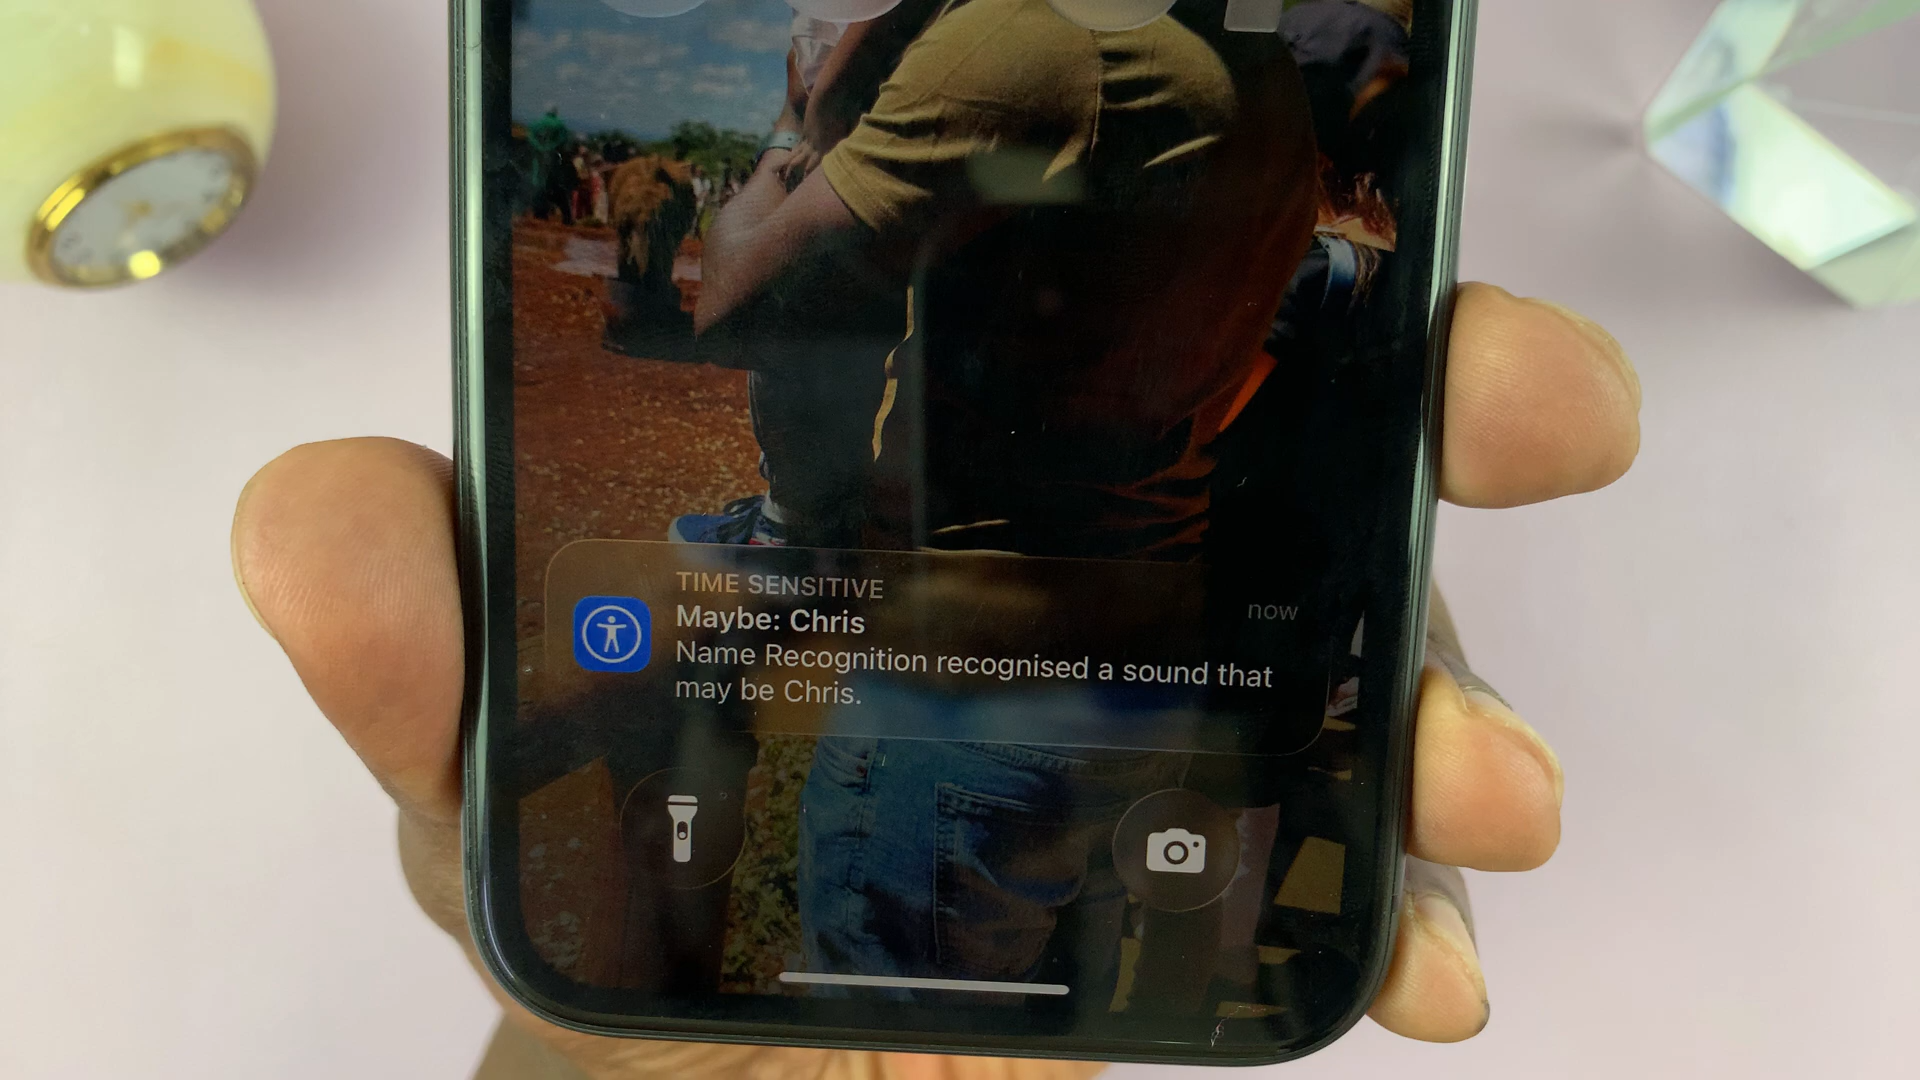 TIME SENSITIVE
Maybe: Chris
now
Name Recognition recognised a sound that
may be Chris.